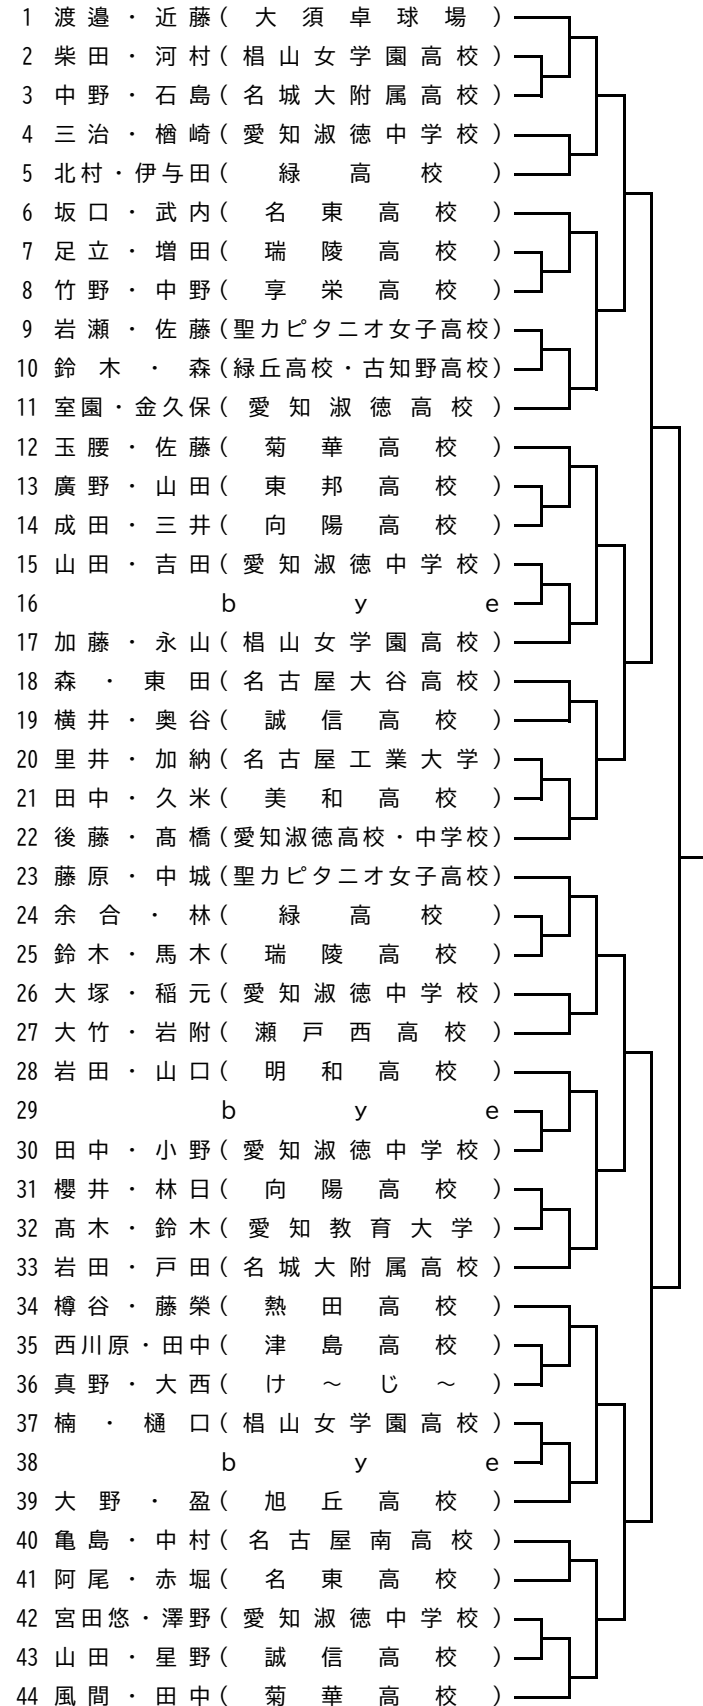 1 渡邉・近藤(大須卓球場)
2 柴田・河村(椙山女学園高校)
3 中野・石島(名城大附属高校)
4 三治・楢崎(愛知淑徳中学校)
5 北村・伊与田(緑高校)
6 坂口・武内(名東高校)
7 足立・増田(瑞陵高校)
8 竹野・中野(享栄高校)
9 岩瀬・佐藤(聖カピタニオ女子高校)
10 鈴木・森(緑丘高校・古知野高校)
11 室園・金久保(愛知淑徳高校)
12 玉腰・佐藤(菊華高校)
13 廣野・山田(東邦高校)
14 成田・三井(向陽高校)
15 山田・吉田(愛知淑徳中学校)
16 bye
17 加藤・永山(椙山女学園高校)
18 森・東田(名古屋大谷高校)
19 横井・奥谷(誠信高校)
20 里井・加納(名古屋工業大学)
21 田中・久米(美和高校)
22 後藤・髙橋(愛知淑徳高校・中学校)
23 藤原・中城(聖カピタニオ女子高校)
24 余合・林(緑高校)
25 鈴木・馬木(瑞陵高校)
26 大塚・稲元(愛知淑徳中学校)
27 大竹・岩附(瀬戸西高校)
28 岩田・山口(明和高校)
29 bye
30 田中・小野(愛知淑徳中学校)
31 櫻井・林日(向陽高校)
32 髙木・鈴木(愛知教育大学)
33 岩田・戸田(名城大附属高校)
34 樽谷・藤榮(熱田高校)
35 西川原・田中(津島高校)
36 真野・大西(け～じ～)
37 楠・樋口(椙山女学園高校)
38 bye
39 大野・盈(旭丘高校)
40 亀島・中村(名古屋南高校)
41 阿尾・赤堀(名東高校)
42 宮田悠・澤野(愛知淑徳中学校)
43 山田・星野(誠信高校)
44 風間・田中(菊華高校)